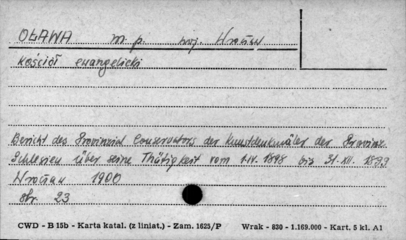 OŁAWA m. p. woj. Wrocław
Kościół ewangelicki
Bericht des Provinzial Conservators der Kunstdenkmäler der Provinz
Schlesien über seine Thätigkeit vom 1.IV.1898 bis 31.XII.1899
Wrocław 1900
str. 23
CWD - B 15b - Karta katal. (z liniat.) - Zam. 1625/P Wrak - 830 - 1.169.000 - Kart. 5 kl. A1